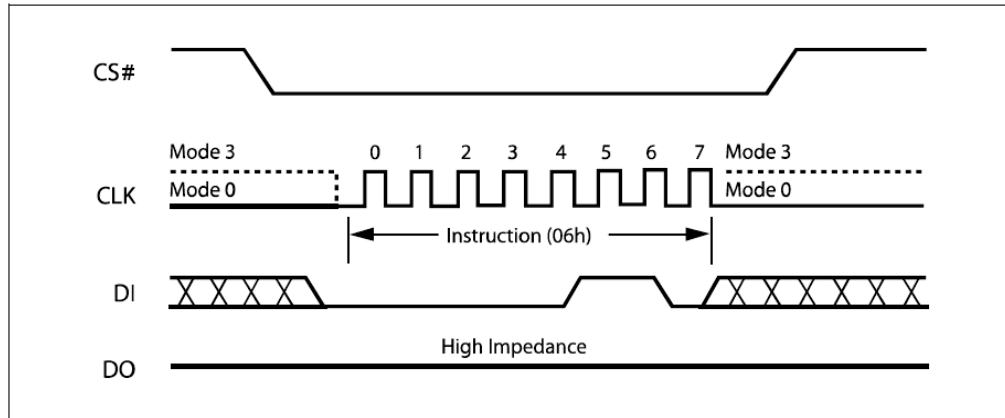 CS#
Mode 3
0 1 2 3 4 5 6 7
Mode 3
CLK
Mode 0
Mode 0
Instruction (06h)
DI
High Impedance
DO